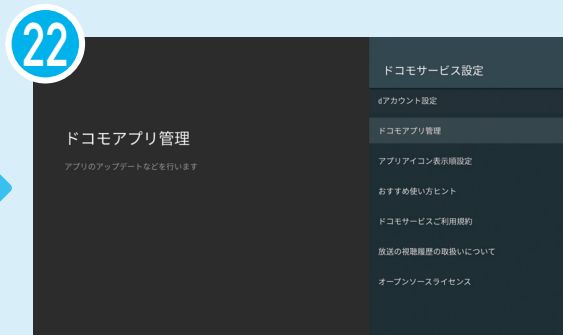 22
ドコモアプリ管理
アプリのアップデートなどを行います
ドコモサービス設定
dアカウント設定
ドコモアプリ管理
アプリアイコン表示順設定
おすすめ使い方ヒント
ドコモサービスご利用規約
放送の視聴履歴の取扱いについて
オープンソースライセンス